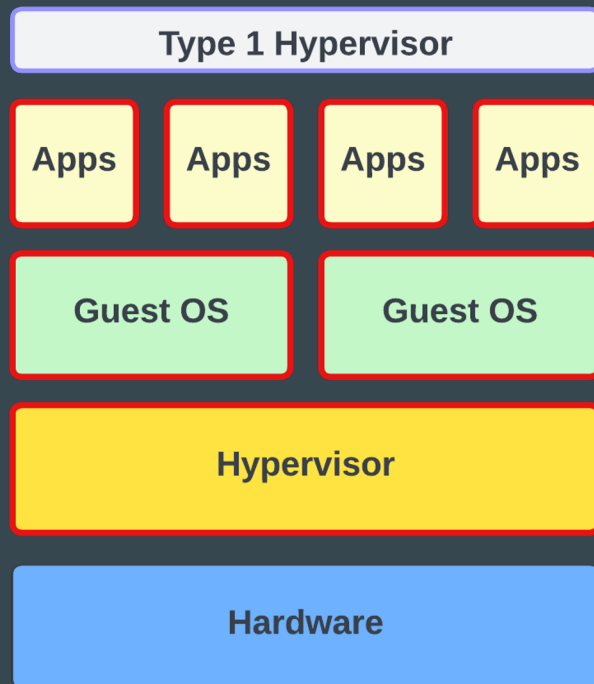 Type 1 Hypervisor
Apps Apps Apps Apps
Guest OS Guest OS
Hypervisor
Hardware